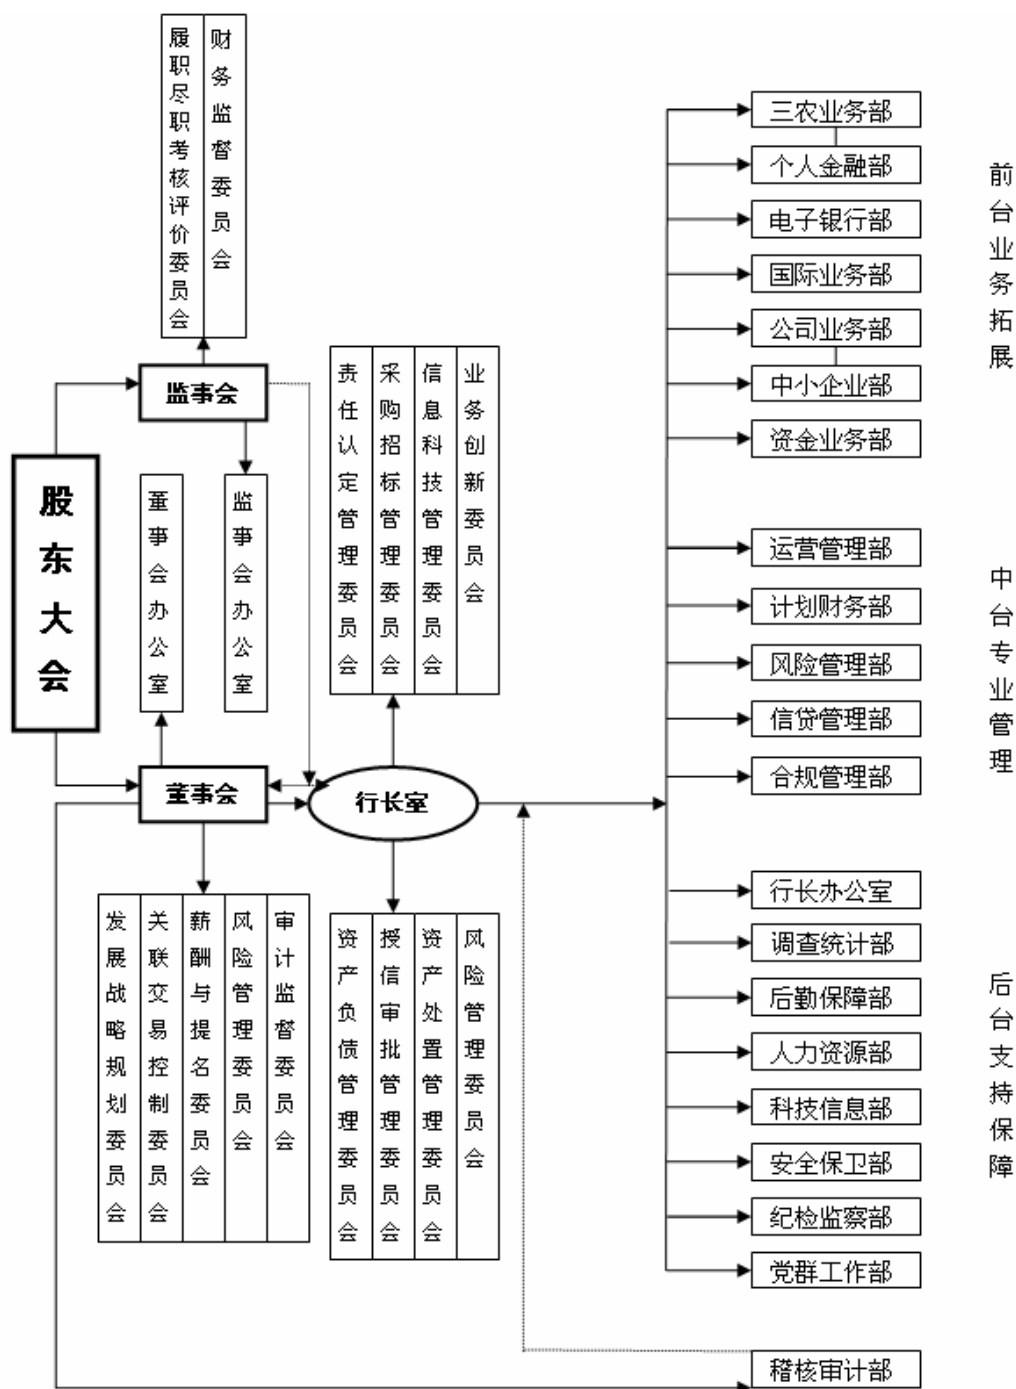 履职尽职考核评价委员会
财务监督委员会
监事会
股东大会
董事会办公室
监事会办公室
责任认定管理委员会
采购招标管理委员会
信息科技管理委员会
业务创新委员会
董事会
行长室
发展战略规划委员会
关联交易控制委员会
薪酬与提名委员会
风险管理委员会
审计监督委员会
资产负债管理委员会
授信审批管理委员会
资产处置管理委员会
风险管理委员会
三农业务部
个人金融部
电子银行部
国际业务部
公司业务部
中小企业部
资金业务部
前台业务拓展
运营管理部
计划财务部
风险管理部
信贷管理部
合规管理部
中台专业管理
行长办公室
调查统计部
后勤保障部
人力资源部
科技信息部
安全保卫部
纪检监察部
党群工作部
后台支持保障
稽核审计部